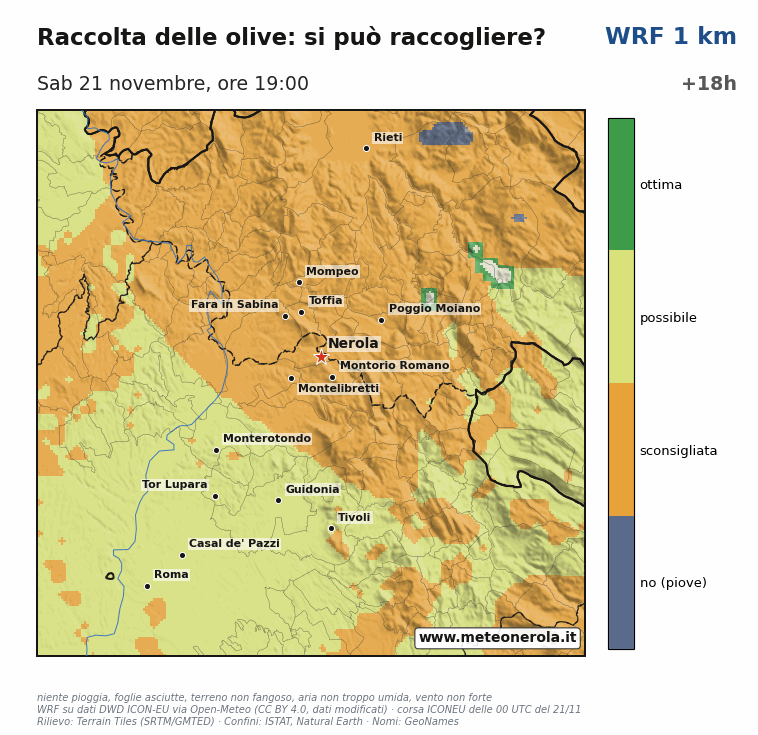 Raccolta delle olive: si può raccogliere?
WRF 1 km
Sab 21 novembre, ore 19:00
+18h
Rieti
ottima
Mompeo
Toffia
Fara in Sabina
Poggio Moiano
possibile
Nerola
Montorio Romano
Montelibretti
Monterotondo
sconsigliata
Tor Lupara
Guidonia
Tivoli
Casal de' Pazzi
Roma
no (piove)
www.meteonerola.it
niente pioggia, foglie asciutte, terreno non fangoso, aria non troppo umida, vento non forte
WRF su dati DWD ICON-EU via Open-Meteo (CC BY 4.0, dati modificati) · corsa ICONEU delle 00 UTC del 21/11
Rilievo: Terrain Tiles (SRTM/GMTED) · Confini: ISTAT, Natural Earth · Nomi: GeoNames